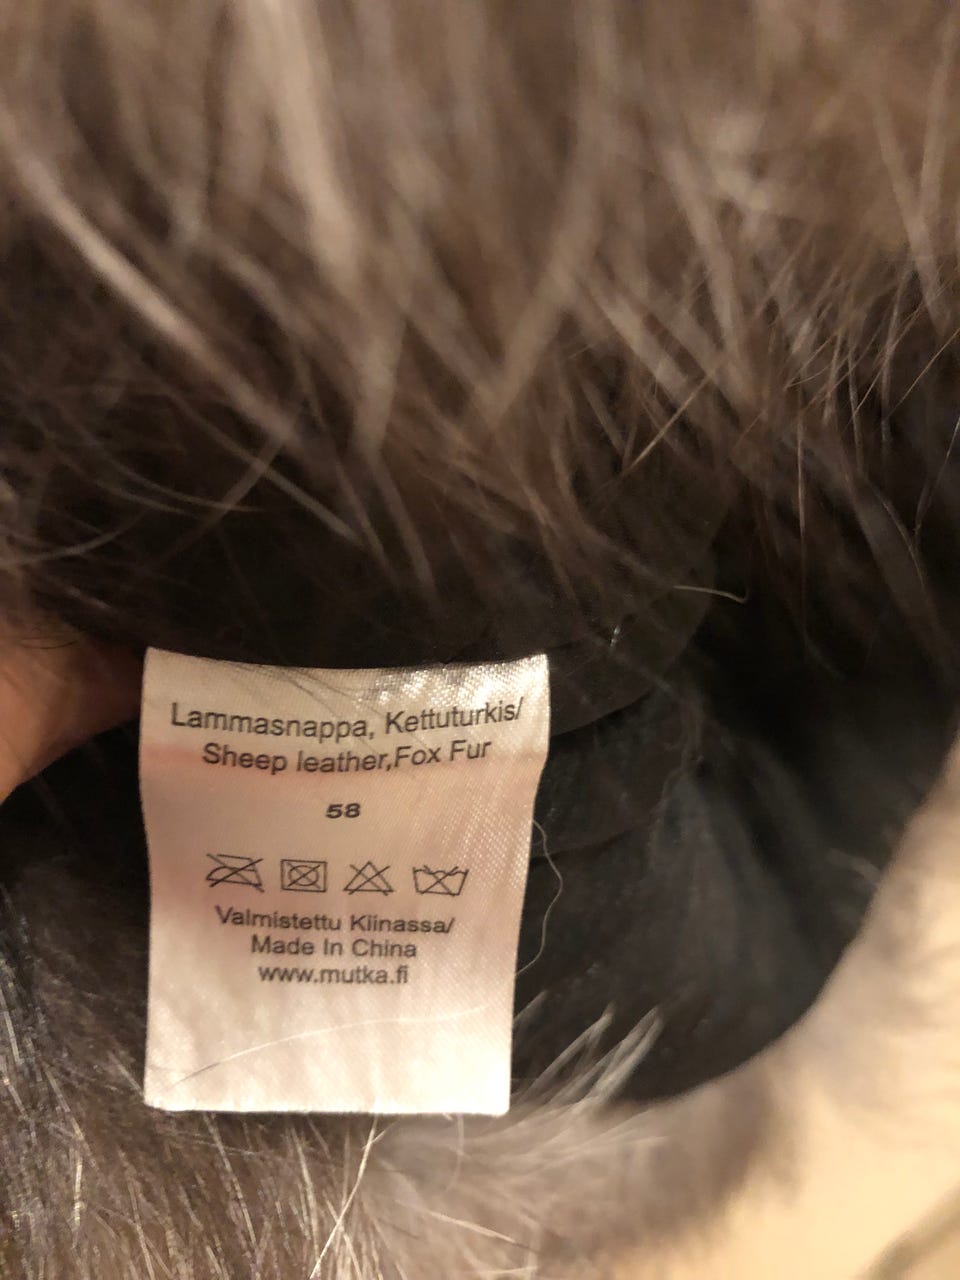 Lammasnappa, Kettuturkis/
Sheep leather,Fox Fur
58
Valmistettu Kiinassa/
Made In China
www.mutka.fi